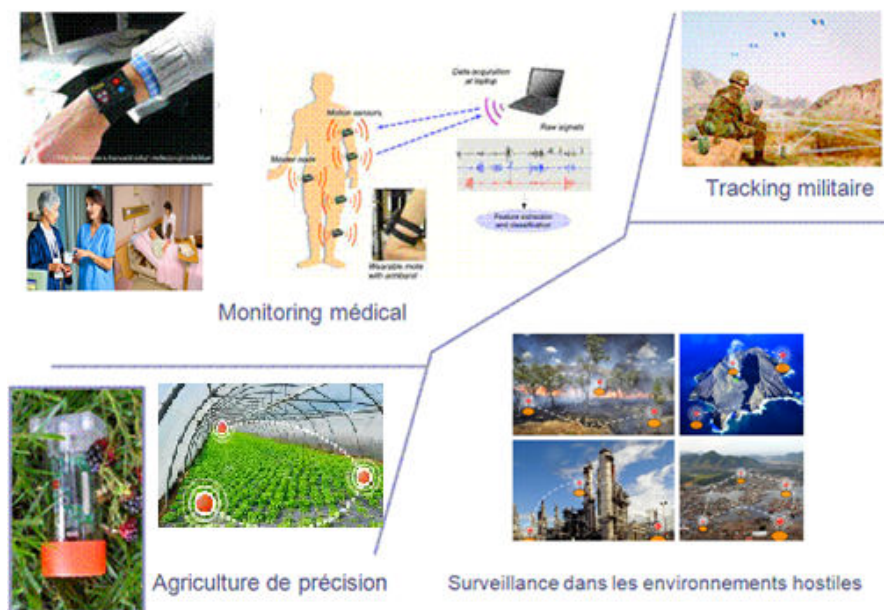 Data acquisition
at laptop
Motion sensors
Raw signals
Master node
Feature extraction
and classification
Wearable mote
with armband
Tracking militaire
Monitoring médical
Agriculture de précision
Surveillance dans les environnements hostiles